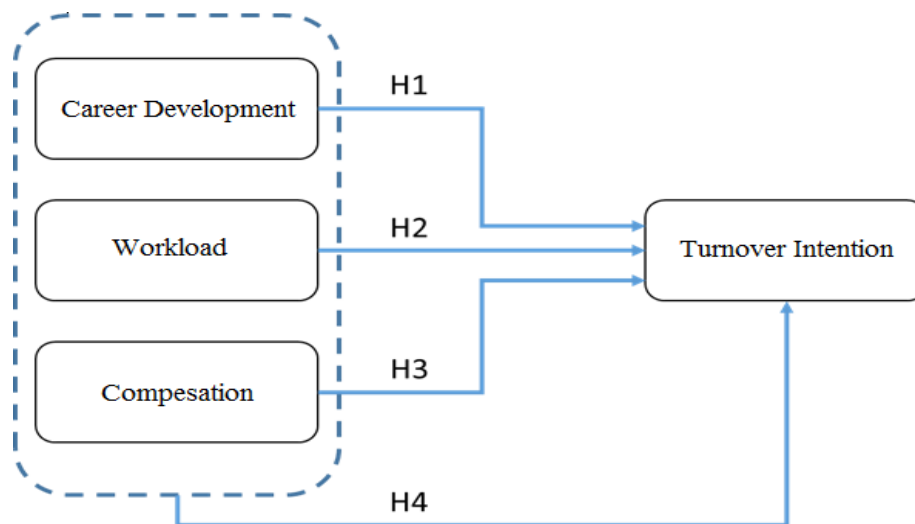 Career Development
H1
Workload
H2
Turnover Intention
Compesation
H3
H4